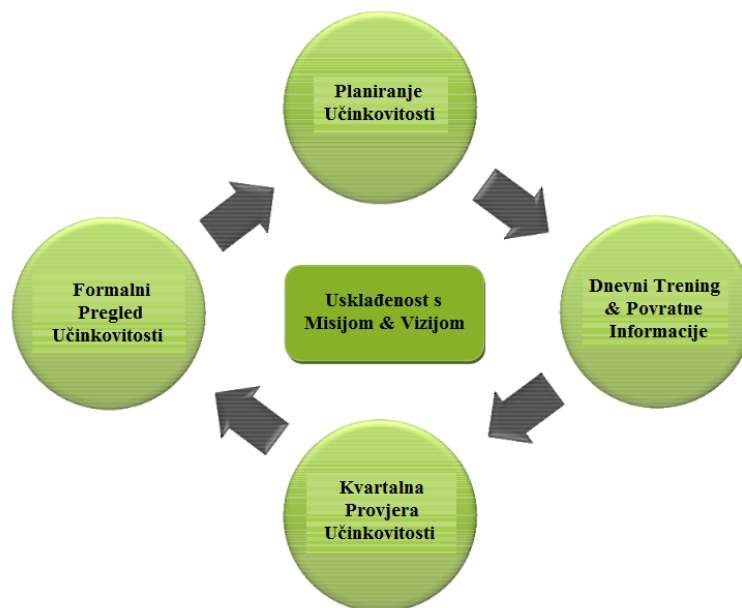 Planiranje
Učinkovitosti
Dnevni Trening
& Povratne
Informacije
Usklađenost s
Misijom & Vizijom
Formalni
Pregled
Učinkovitosti
Kvartalna
Provjera
Učinkovitosti